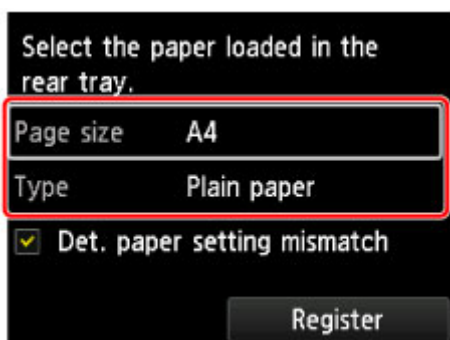 Select the paper loaded in the
rear tray.
Page size A4
Type Plain paper
Det. paper setting mismatch
Register